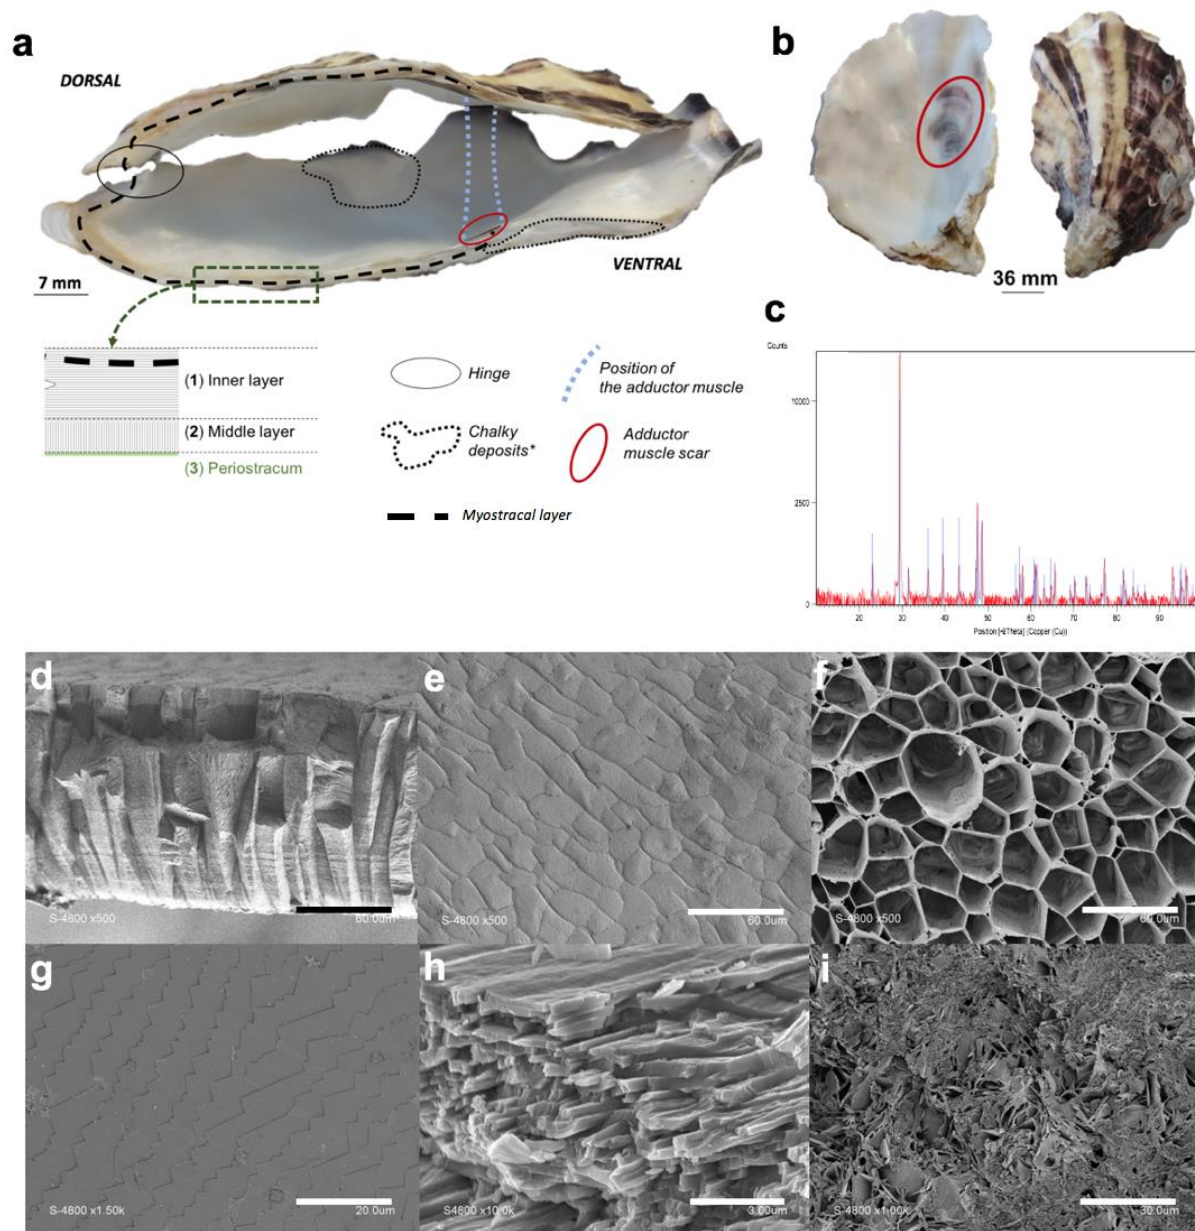 a
DORSAL
7 mm
VENTRAL
(1) Inner layer
(2) Middle layer
(3) Periostracum
Hinge
Position of
the adductor muscle
Chalky
deposits*
Adductor
muscle scar
Myostracal layer
b
36 mm
c
Counts
10000
2500
0
20 30 40 50 60 70 80 90
Position [°2Theta] (Copper (Cu))
d
S-4800 x500
60.0um
e
S-4800 x500
60.0um
f
S-4800 x500
60.0um
g
S-4800 x1.50k
20.0um
h
S4800 x10.0k
3.00um
i
S-4800 x1.00k
30.0um